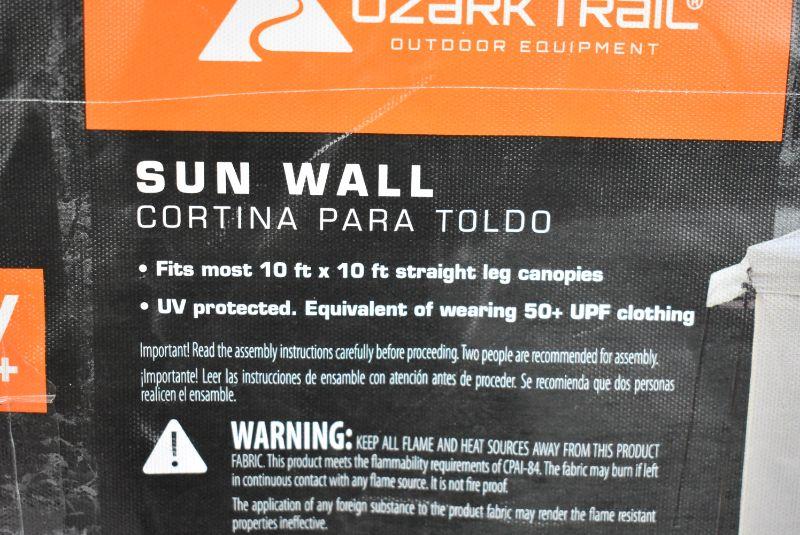 OZARK TRAIL®
OUTDOOR EQUIPMENT
SUN WALL
CORTINA PARA TOLDO
• Fits most 10 ft x 10 ft straight leg canopies
• UV protected. Equivalent of wearing 50+ UPF clothing
Important! Read the assembly instructions carefully before proceeding. Two people are recommended for assembly.
¡Importante! Leer las instrucciones de ensamble con atención antes de proceder. Se recomienda que dos personas
realicen el ensamble.
WARNING: KEEP ALL FLAME AND HEAT SOURCES AWAY FROM THIS PRODUCT
FABRIC. This product meets the flammability requirements of CPAI-84. The fabric may burn if left
in continuous contact with any flame source. It is not fire proof.
The application of any foreign substance to the product fabric may render the flame resistant
properties ineffective.